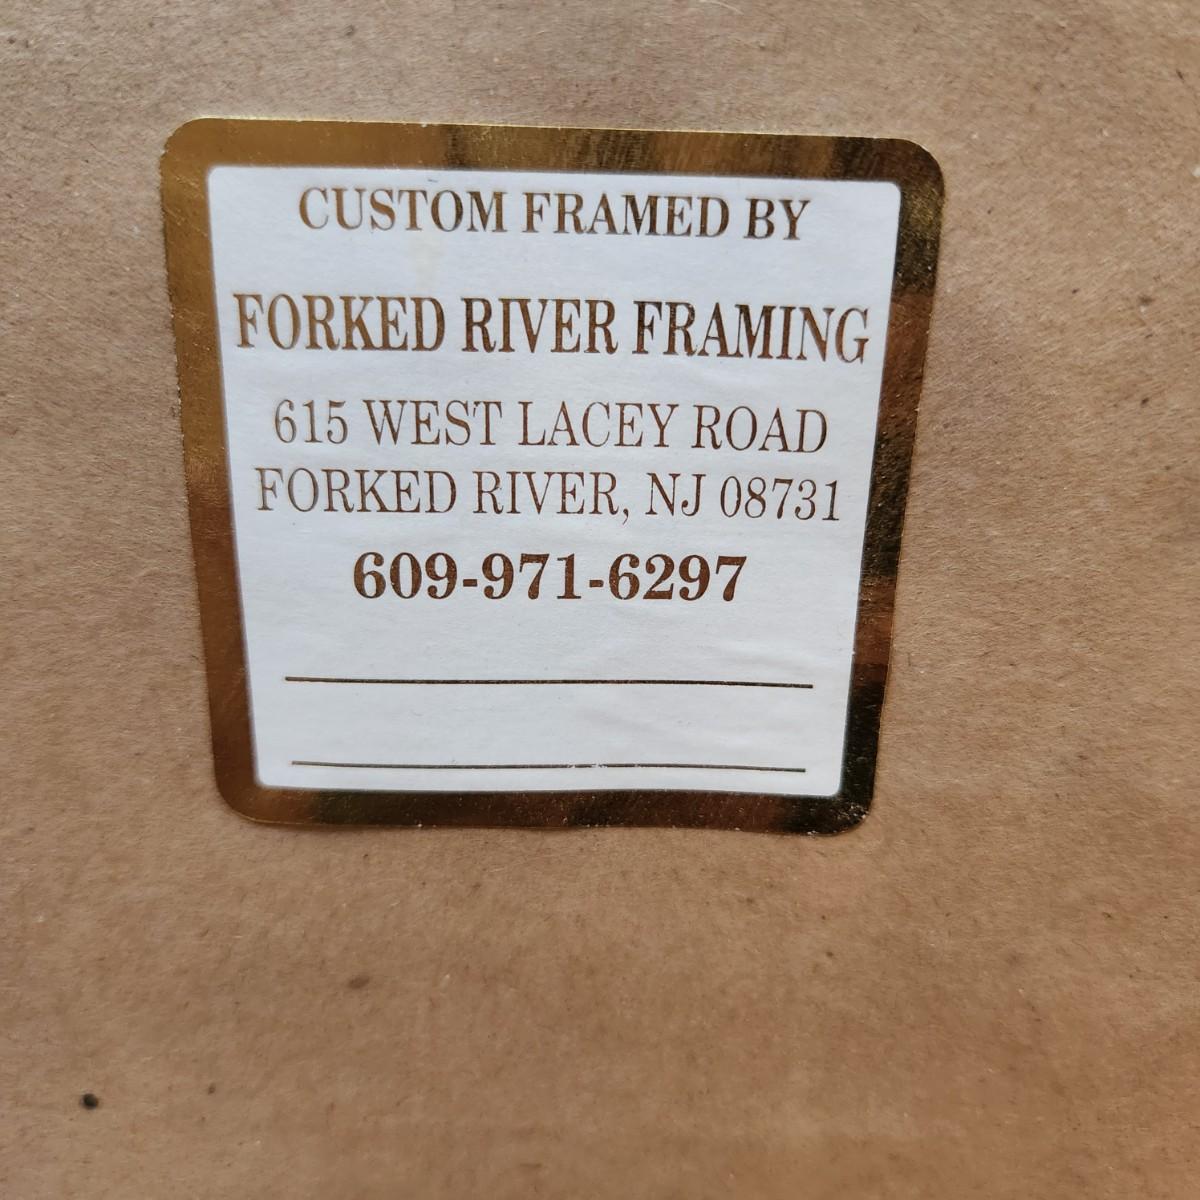 CUSTOM FRAMED BY
FORKED RIVER FRAMING
615 WEST LACEY ROAD
FORKED RIVER, NJ 08731
609-971-6297